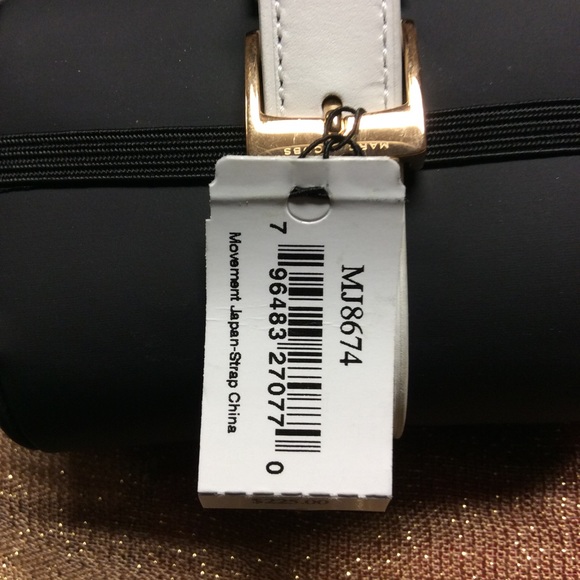 MJ8674
7 96483 27077 0
Movement Japan-Strap China